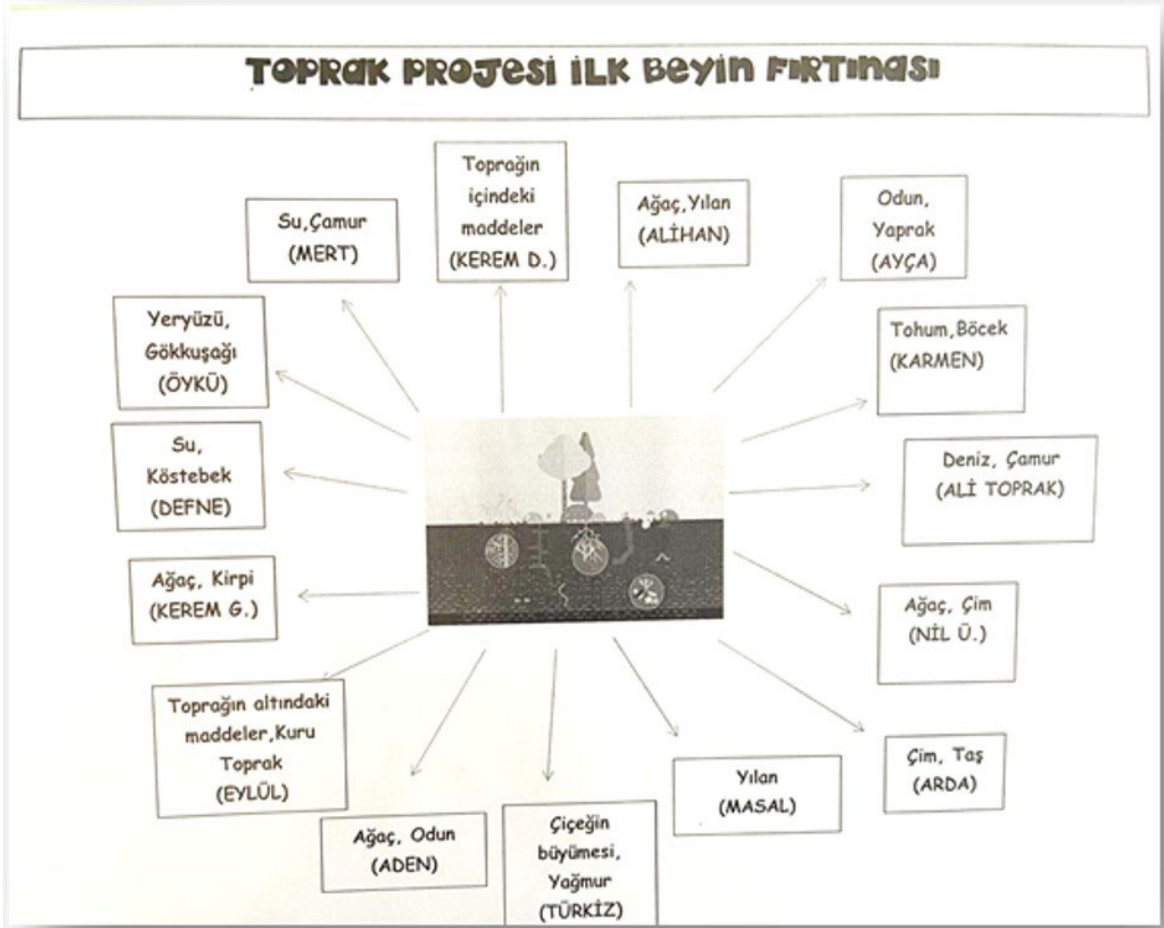 TOPRAK PROJESİ İLK BEYİN FIRTINASI
Toprağın
içindeki
maddeler
(KEREM D.)
Su,Çamur
(MERT)
Ağaç,Yılan
(ALİHAN)
Odun,
Yaprak
(AYÇA)
Yeryüzü,
Gökkuşağı
(ÖYKÜ)
Tohum,Böcek
(KARMEN)
Su,
Köstebek
(DEFNE)
Deniz, Çamur
(ALİ TOPRAK)
Ağaç, Kirpi
(KEREM G.)
Ağaç, Çim
(NİL Ü.)
Toprağın altındaki
maddeler,Kuru
Toprak
(EYLÜL)
Çim, Taş
(ARDA)
Yılan
(MASAL)
Ağaç, Odun
(ADEN)
Çiçeğin
büyümesi,
Yağmur
(TÜRKİZ)